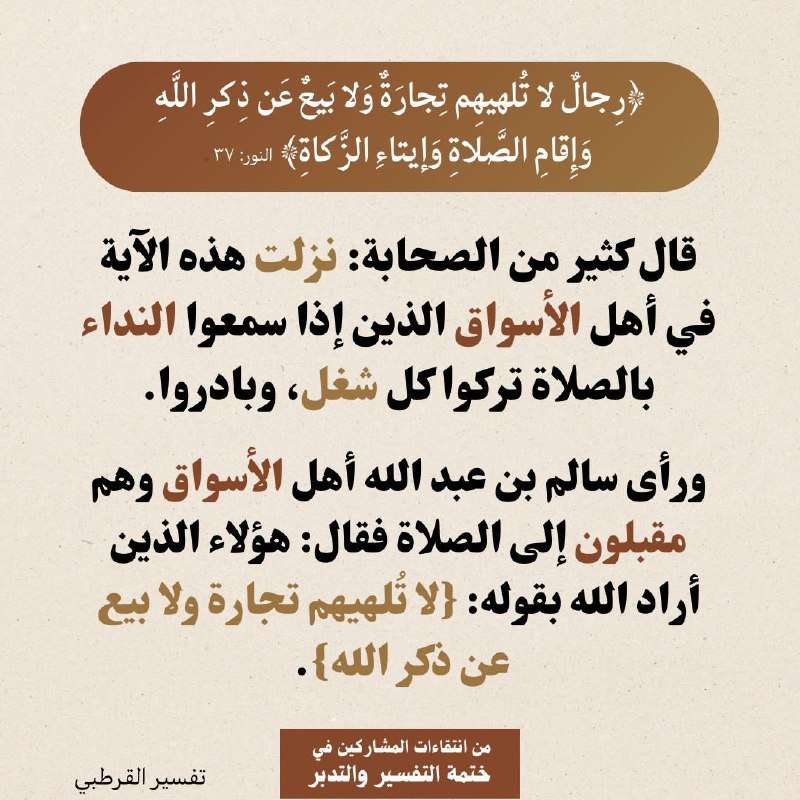 ﴿رِجالٌ لا تُلهيهِم تِجارَةٌ وَلا بَيعٌ عَن ذِكرِ اللَّهِ
وَإِقامِ الصَّلاةِ وَإيتاءِ الزَّكاةِ﴾ النور: ٣٧ .
قال كثير من الصحابة: نزلت هذه الآية
في أهل الأسواق الذين إذا سمعوا النداء
بالصلاة تركوا كل شغل، وبادروا.
ورأى سالم بن عبد الله أهل الأسواق وهم
مقبلون إلى الصلاة فقال: هؤلاء الذين
أراد الله بقوله: {لا تُلهيهم تجارة ولا بيع
عن ذكر الله}.
من انتقاءات المشاركين في
ختمة التفسير والتدبر
تفسير القرطبي